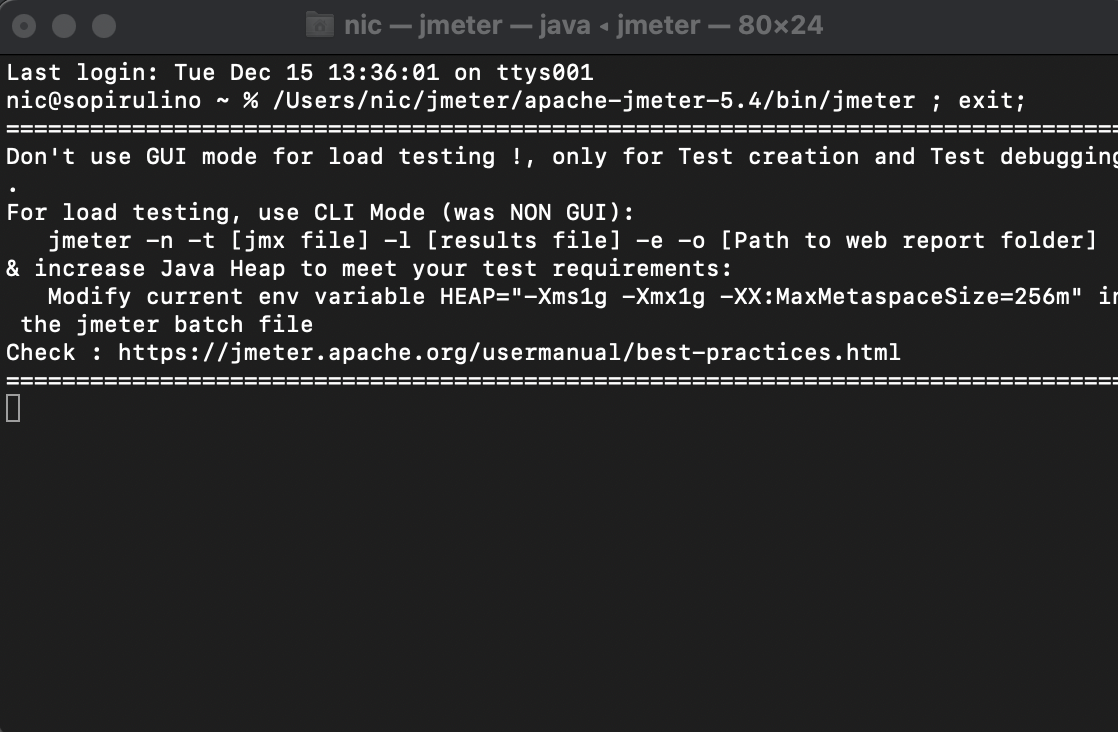 nic — jmeter — java ◂ jmeter — 80×24
Last login: Tue Dec 15 13:36:01 on ttys001
nic@sopirulino ~ % /Users/nic/jmeter/apache-jmeter-5.4/bin/jmeter ; exit;
================================================================================
Don't use GUI mode for load testing !, only for Test creation and Test debugging
.
For load testing, use CLI Mode (was NON GUI):
   jmeter -n -t [jmx file] -l [results file] -e -o [Path to web report folder]
& increase Java Heap to meet your test requirements:
   Modify current env variable HEAP="-Xms1g -Xmx1g -XX:MaxMetaspaceSize=256m" in
 the jmeter batch file
Check : https://jmeter.apache.org/usermanual/best-practices.html
================================================================================